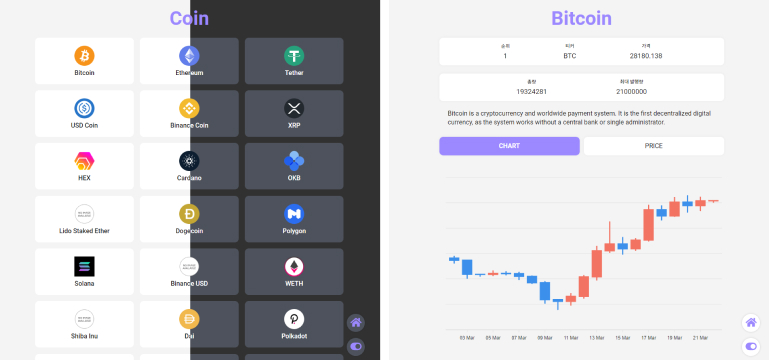 Coin
Bitcoin
Ethereum
Tether
USD Coin
Binance Coin
XRP
HEX
Cardano
OKB
Lido Staked Ether
Dogecoin
Polygon
Solana
Binance USD
WETH
Shiba Inu
Dai
Polkadot
Bitcoin
순위
티커
가격
1
BTC
28180.138
총량
최대 발행량
19324281
21000000
Bitcoin is a cryptocurrency and worldwide payment system. It is the first decentralized digital
currency, as the system works without a central bank or single administrator.
CHART
PRICE
03 Mar
05 Mar
07 Mar
09 Mar
11 Mar
13 Mar
15 Mar
17 Mar
19 Mar
21 Mar